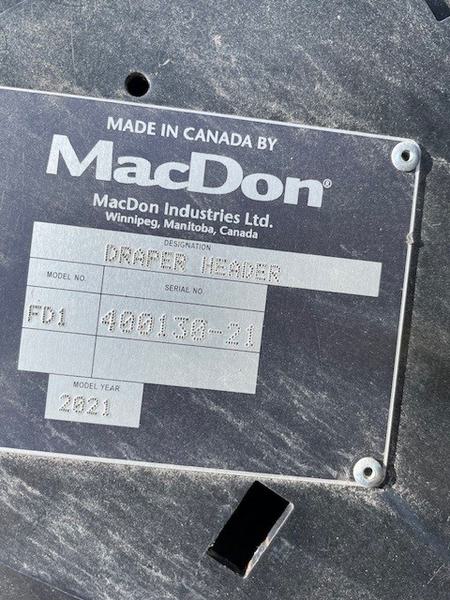 MADE IN CANADA BY
MacDon®
MacDon Industries Ltd.
Winnipeg, Manitoba, Canada
DESIGNATION
DRAPER HEADER
MODEL NO. SERIAL NO.
FD1 400130-21
MODEL YEAR
2021